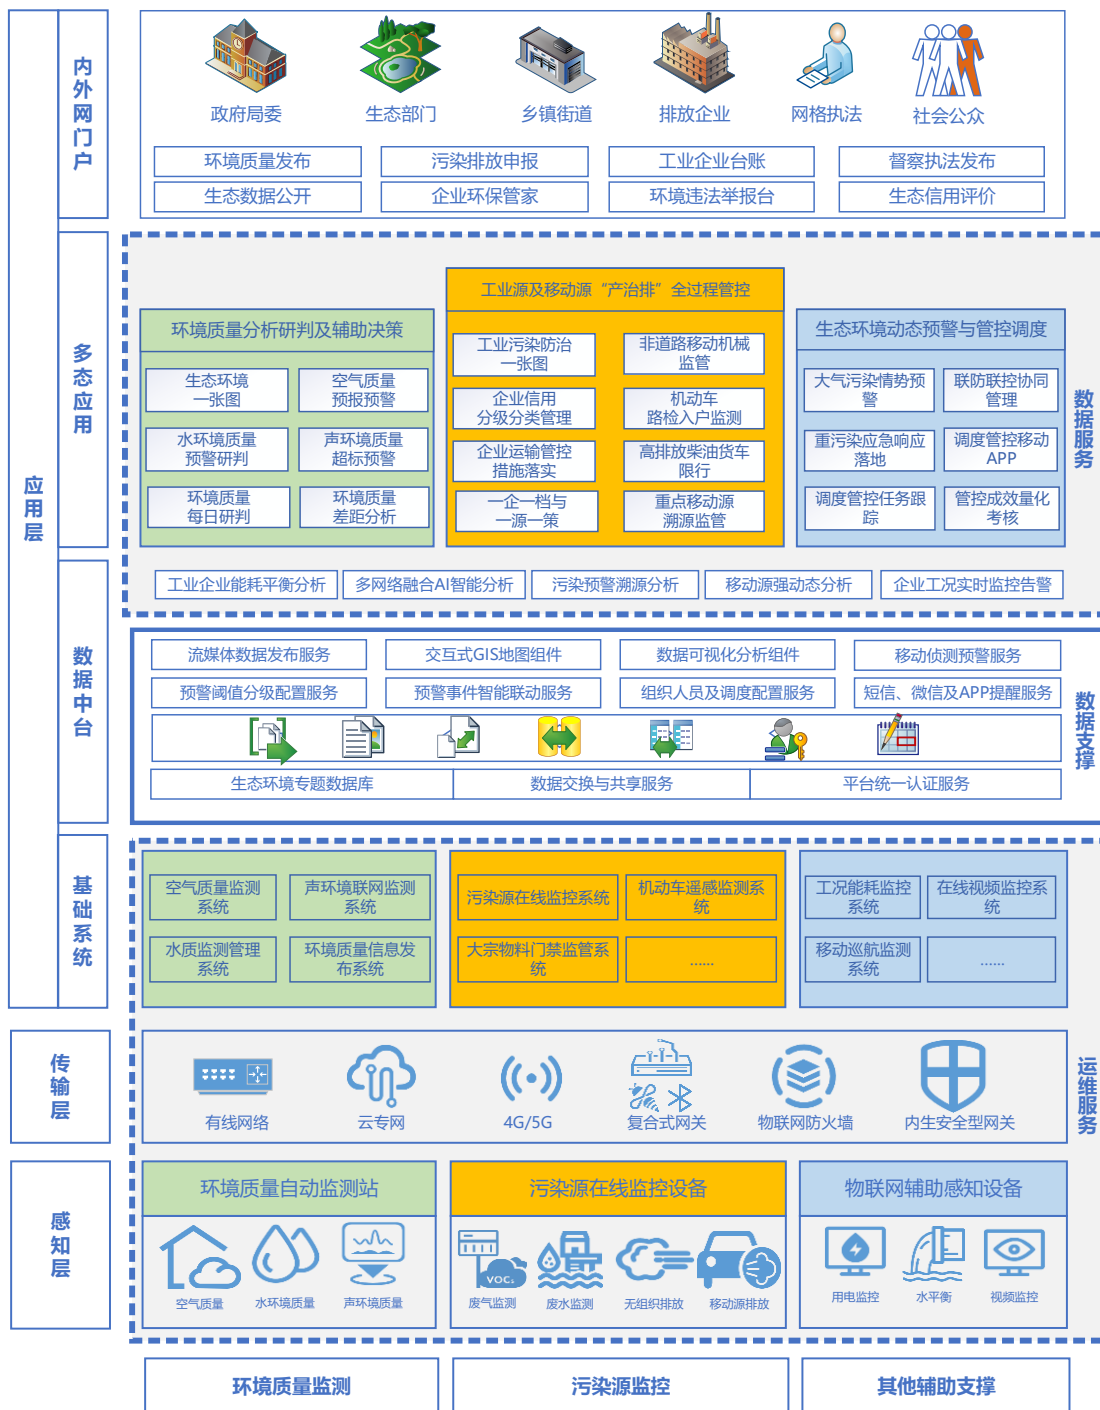 应用层
内外网门户
政府局委
生态部门
乡镇街道
排放企业
网格执法
社会公众
环境质量发布
污染排放申报
工业企业台账
督察执法发布
生态数据公开
企业环保管家
环境违法举报台
生态信用评价
多态应用
数据服务
环境质量分析研判及辅助决策
生态环境
一张图
空气质量
预报预警
水环境质量
预警研判
声环境质量
超标预警
环境质量
每日研判
环境质量
差距分析
工业源及移动源“产治排”全过程管控
工业污染防治
一张图
非道路移动机械
监管
企业信用
分级分类管理
机动车
路检入户监测
企业运输管控
措施落实
高排放柴油货车
限行
一企一档与
一源一策
重点移动源
溯源监管
生态环境动态预警与管控调度
大气污染情势预
警
联防联控协同
管理
重污染应急响应
落地
调度管控移动
APP
调度管控任务跟
踪
管控成效量化
考核
工业企业能耗平衡分析
多网络融合AI智能分析
污染预警溯源分析
移动源强动态分析
企业工况实时监控告警
数据中台
数据支撑
流媒体数据发布服务
交互式GIS地图组件
数据可视化分析组件
移动侦测预警服务
预警阈值分级配置服务
预警事件智能联动服务
组织人员及调度配置服务
短信、微信及APP提醒服务
生态环境专题数据库
数据交换与共享服务
平台统一认证服务
基础系统
空气质量监测
系统
声环境联网监测
系统
水质监测管理
系统
环境质量信息发
布系统
污染源在线监控系统
机动车遥感监测系
统
大宗物料门禁监管系
统
……
工况能耗监控
系统
在线视频监控系
统
移动巡航监测
系统
……
运维服务
传输层
有线网络
云专网
4G/5G
复合式网关
物联网防火墙
内生安全型网关
感知层
环境质量自动监测站
空气质量
水环境质量
声环境质量
污染源在线监控设备
VOCs
废气监测
废水监测
无组织排放
移动源排放
物联网辅助感知设备
用电监控
水平衡
视频监控
环境质量监测
污染源监控
其他辅助支撑